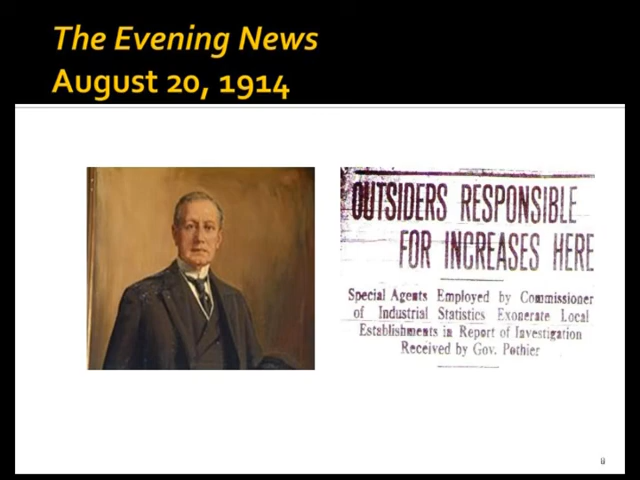 The Evening News
August 20, 1914
OUTSIDERS RESPONSIBLE
FOR INCREASES HERE
Special Agents Employed by Commissioner
of Industrial Statistics Exonerate Local
Establishments in Report of Investigation
Received by Gov. Pothier
8